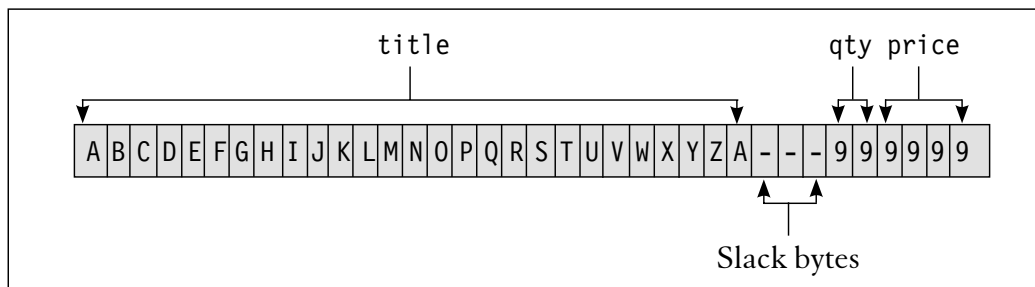 title qty price
A B C D E F G H I J K L M N O P Q R S T U V W X Y Z A - - - 9 9 9 9 9 9
Slack bytes